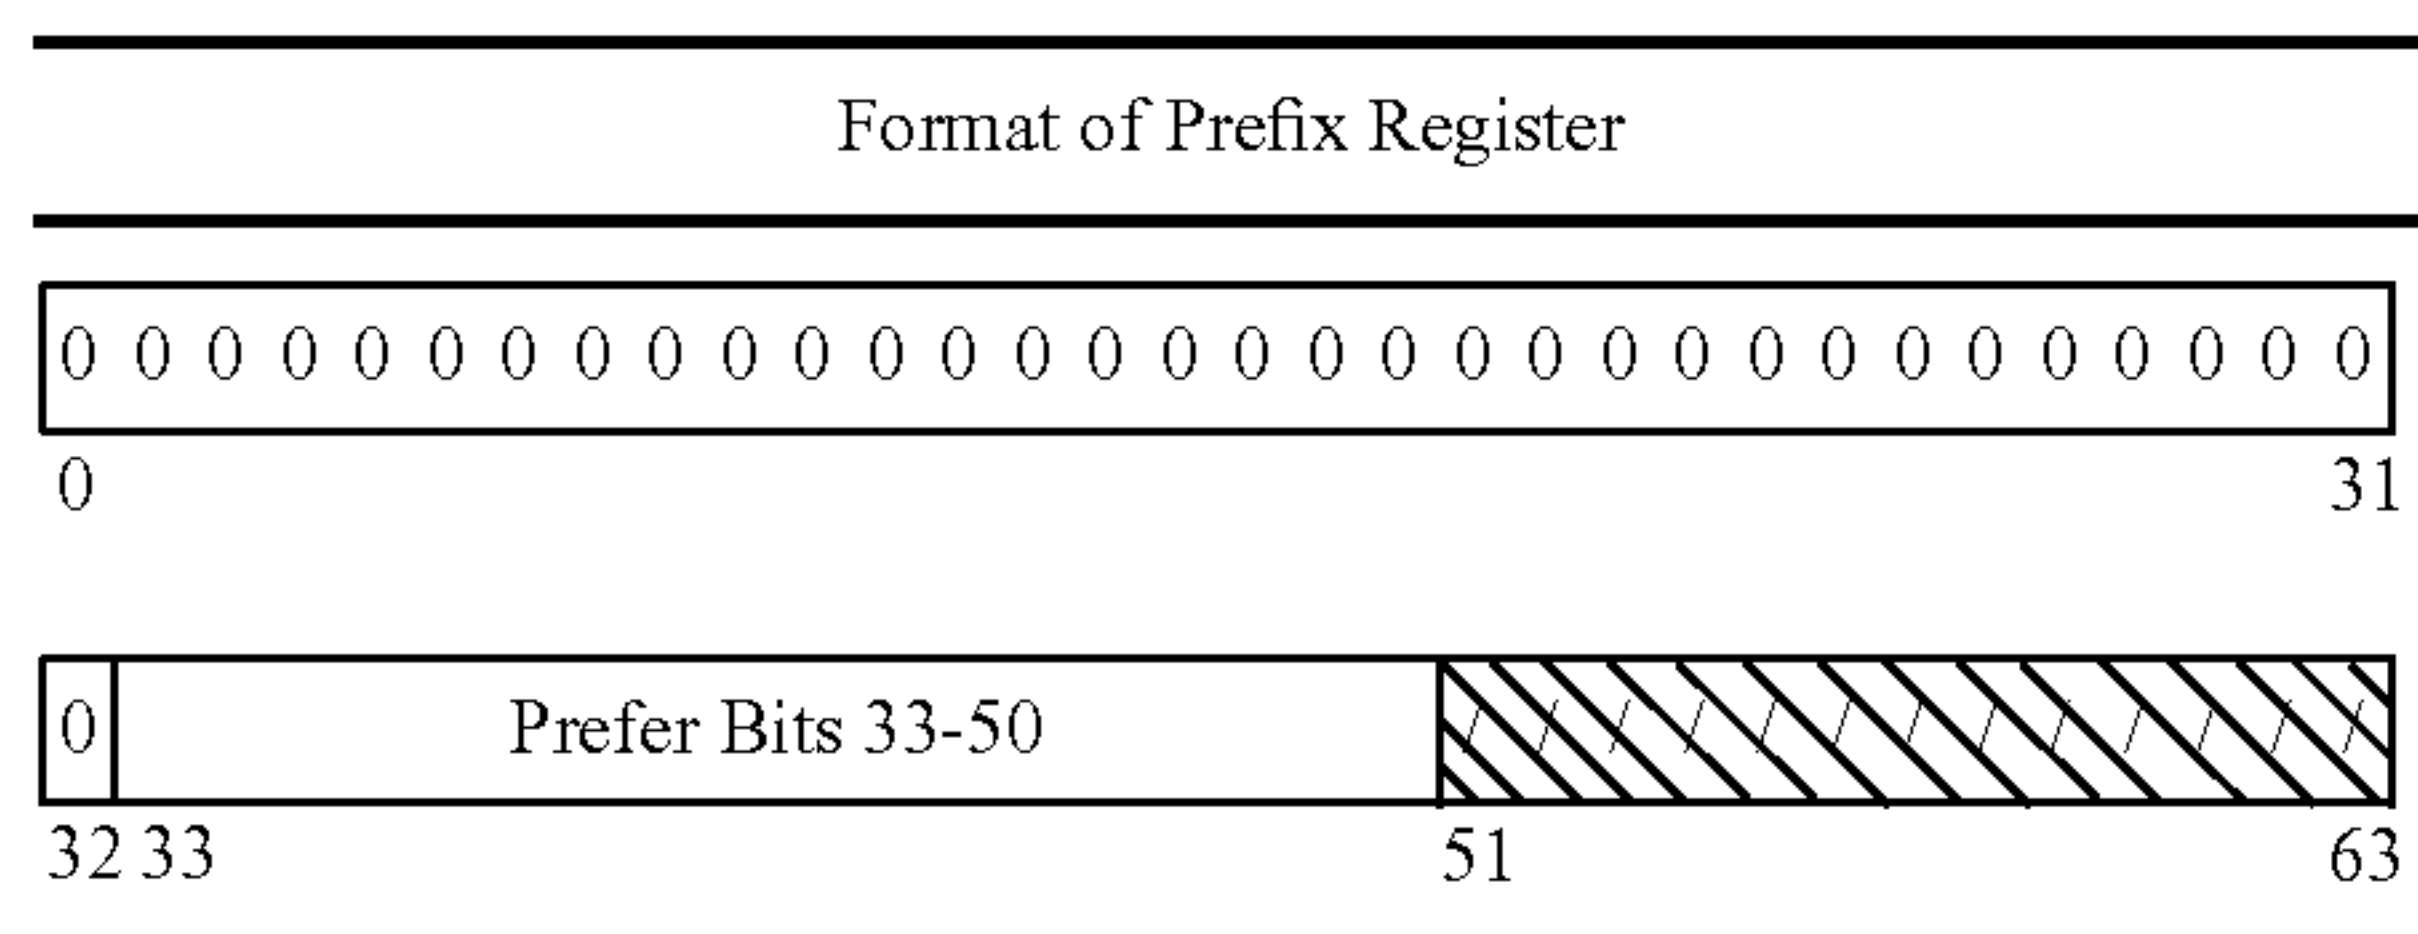 Format of Prefix Register
0 0 0 0 0 0 0 0 0 0 0 0 0 0 0 0 0 0 0 0 0 0 0 0 0 0 0 0 0 0 0 0
0 31
0 Prefer Bits 33-50 / / / / / / / / / / / / /
32 33 51 63